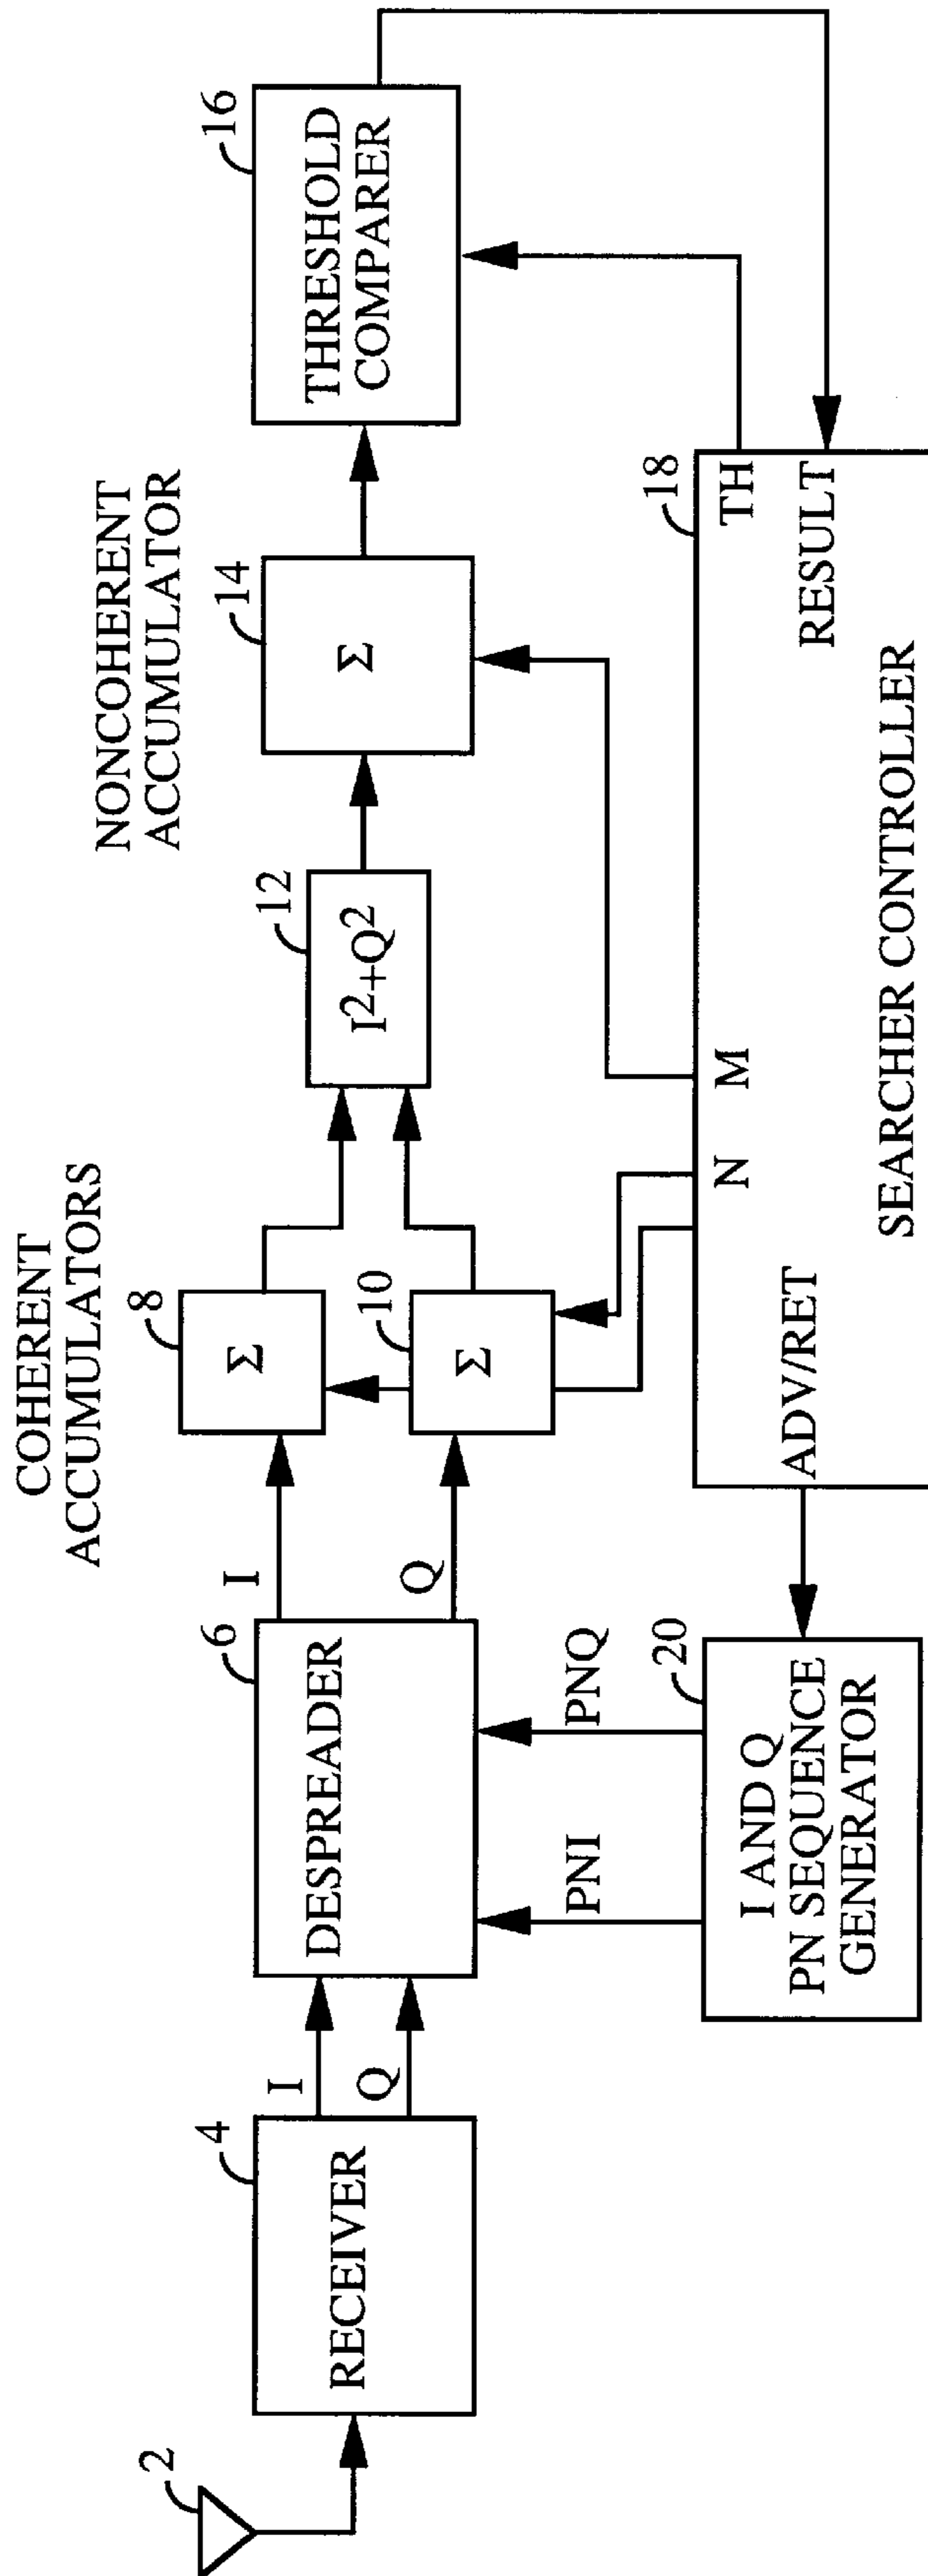 COHERENT
ACCUMULATORS
NONCOHERENT
ACCUMULATOR
2
4
RECEIVER
I
Q
6
DESPREADER
I
Q
8
Σ
10
Σ
12
I²+Q²
14
Σ
16
THRESHOLD
COMPARER
PNI
PNQ
20
I AND Q
PN SEQUENCE
GENERATOR
18
ADV/RET
N
M
TH
RESULT
SEARCHER CONTROLLER